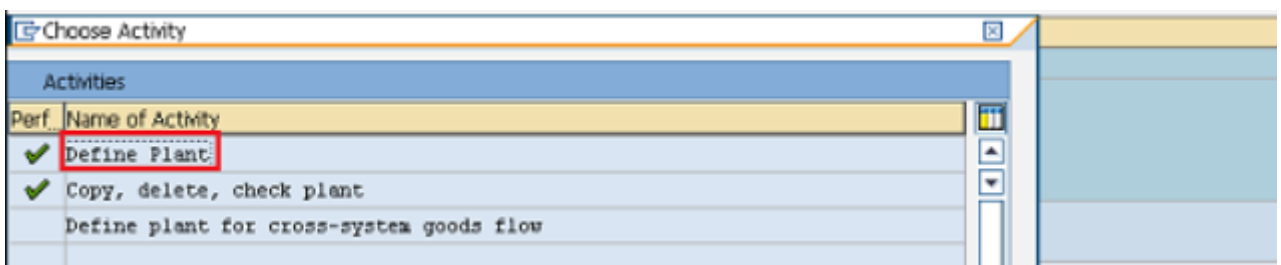 Choose Activity
Activities
Perf... Name of Activity
Define Plant
Copy, delete, check plant
Define plant for cross-system goods flow